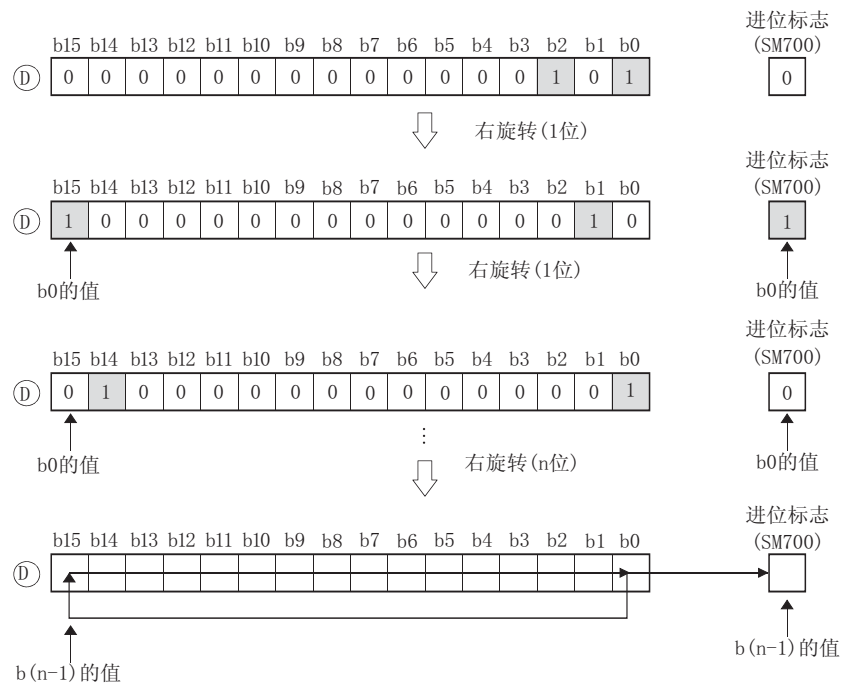 进位标志
b15 b14 b13 b12 b11 b10 b9 b8 b7 b6 b5 b4 b3 b2 b1 b0 (SM700)
D 0 0 0 0 0 0 0 0 0 0 0 0 0 1 0 1 0
右旋转(1位)
进位标志
b15 b14 b13 b12 b11 b10 b9 b8 b7 b6 b5 b4 b3 b2 b1 b0 (SM700)
D 1 0 0 0 0 0 0 0 0 0 0 0 0 0 1 0 1
右旋转(1位)
b0的值 b0的值
进位标志
b15 b14 b13 b12 b11 b10 b9 b8 b7 b6 b5 b4 b3 b2 b1 b0 (SM700)
D 0 1 0 0 0 0 0 0 0 0 0 0 0 0 0 1 0
⋮
b0的值 右旋转(n位) b0的值
进位标志
b15 b14 b13 b12 b11 b10 b9 b8 b7 b6 b5 b4 b3 b2 b1 b0 (SM700)
D
b(n-1)的值
b(n-1)的值